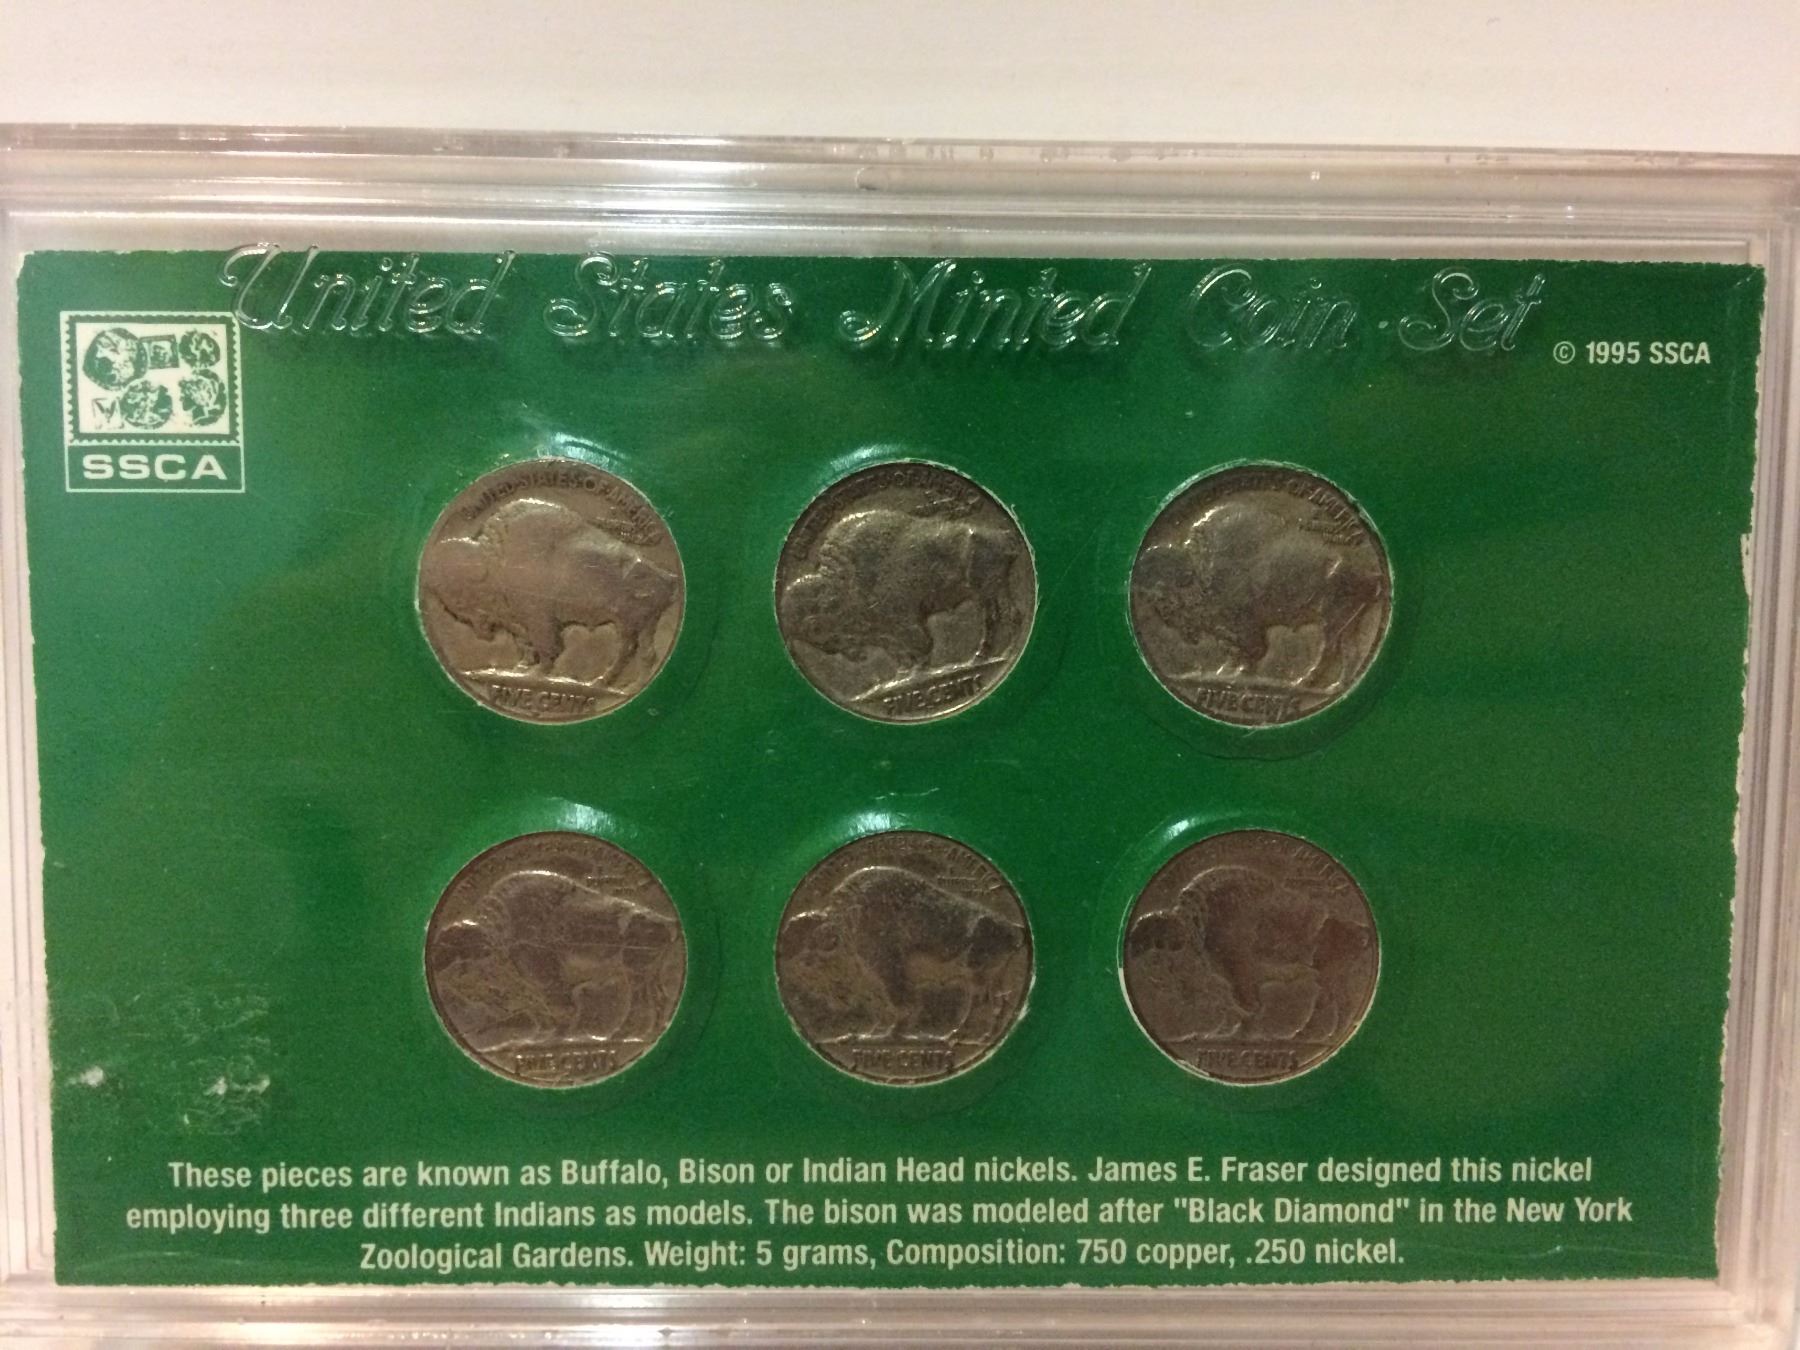 United States Minted Coin Set
© 1995 SSCA
SSCA
UNITED STATES OF AMERICA
FIVE CENTS
FIVE CENTS
FIVE CENTS
FIVE CENTS
FIVE CENTS
FIVE CENTS
These pieces are known as Buffalo, Bison or Indian Head nickels. James E. Fraser designed this nickel
employing three different Indians as models. The bison was modeled after "Black Diamond" in the New York
Zoological Gardens. Weight: 5 grams, Composition: 750 copper, .250 nickel.